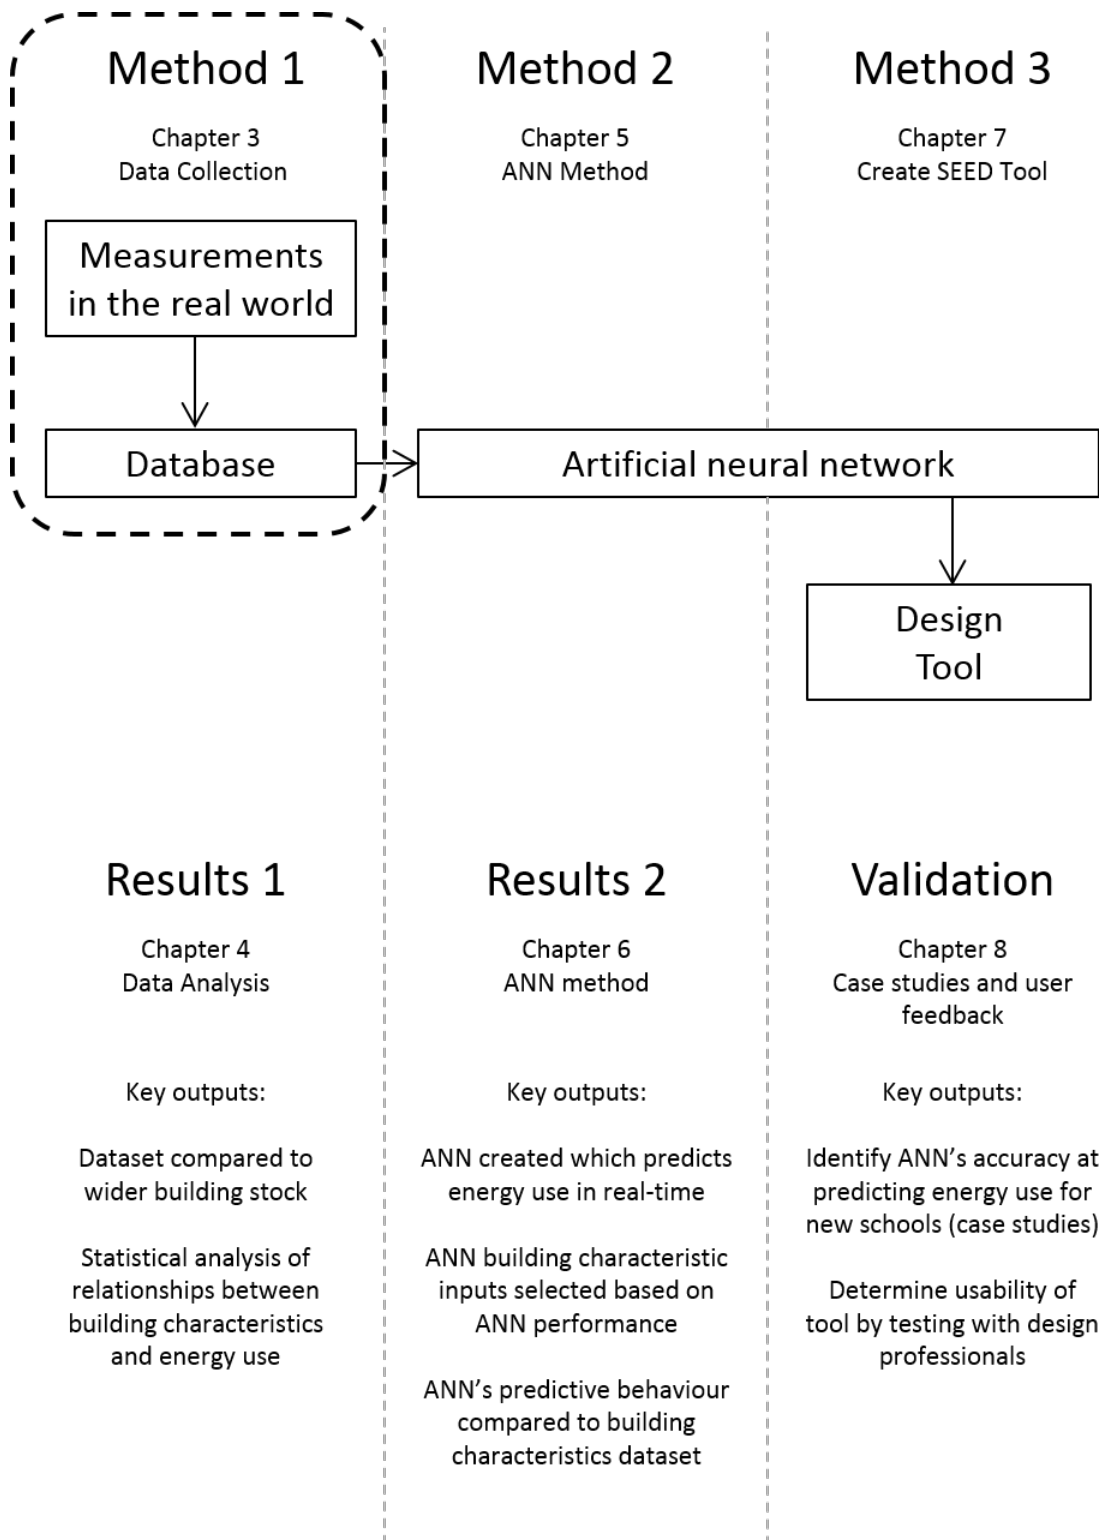 Method 1
Chapter 3
Data Collection
Measurements
in the real world
Database
Method 2
Chapter 5
ANN Method
Method 3
Chapter 7
Create SEED Tool
Artificial neural network
Design
Tool
Results 1
Chapter 4
Data Analysis
Key outputs:
Dataset compared to
wider building stock
Statistical analysis of
relationships between
building characteristics
and energy use
Results 2
Chapter 6
ANN method
Key outputs:
ANN created which predicts
energy use in real-time
ANN building characteristic
inputs selected based on
ANN performance
ANN's predictive behaviour
compared to building
characteristics dataset
Validation
Chapter 8
Case studies and user
feedback
Key outputs:
Identify ANN's accuracy at
predicting energy use for
new schools (case studies)
Determine usability of
tool by testing with design
professionals